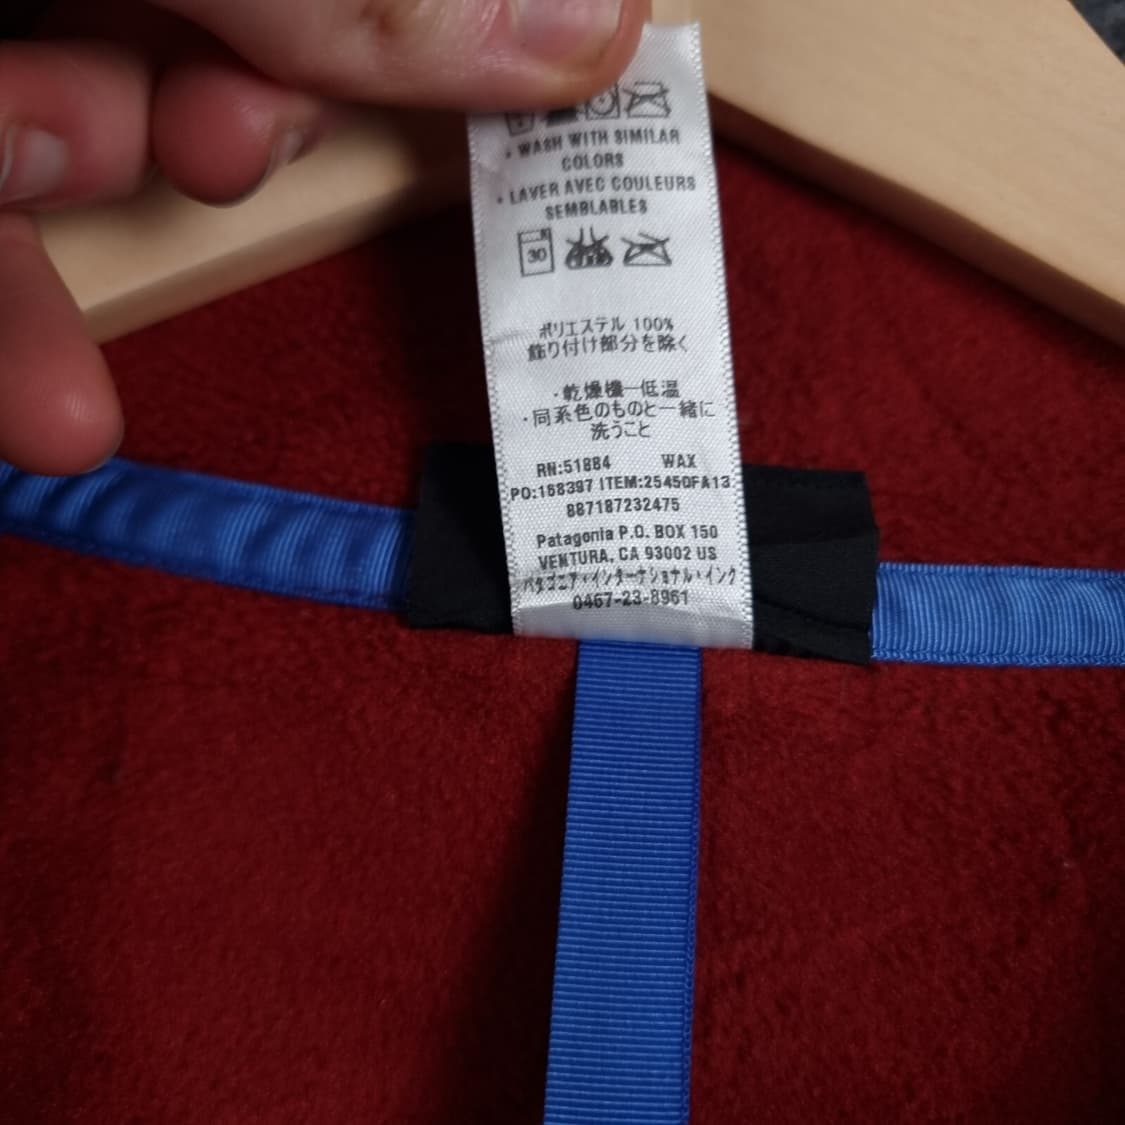 • WASH WITH SIMILAR
COLORS
• LAVER AVEC COULEURS
SEMBLABLES
30
ポリエステル 100%
飾り付け部分を除く
・乾燥機一低温
・同系色のものと一緒に
洗うこと
RN:51884 WAX
PO:168397 ITEM:25450FA13
887187232475
Patagonia P.O. BOX 150
VENTURA, CA 93002 US
パタゴニア・インターナショナル・インク
0467-23-8961